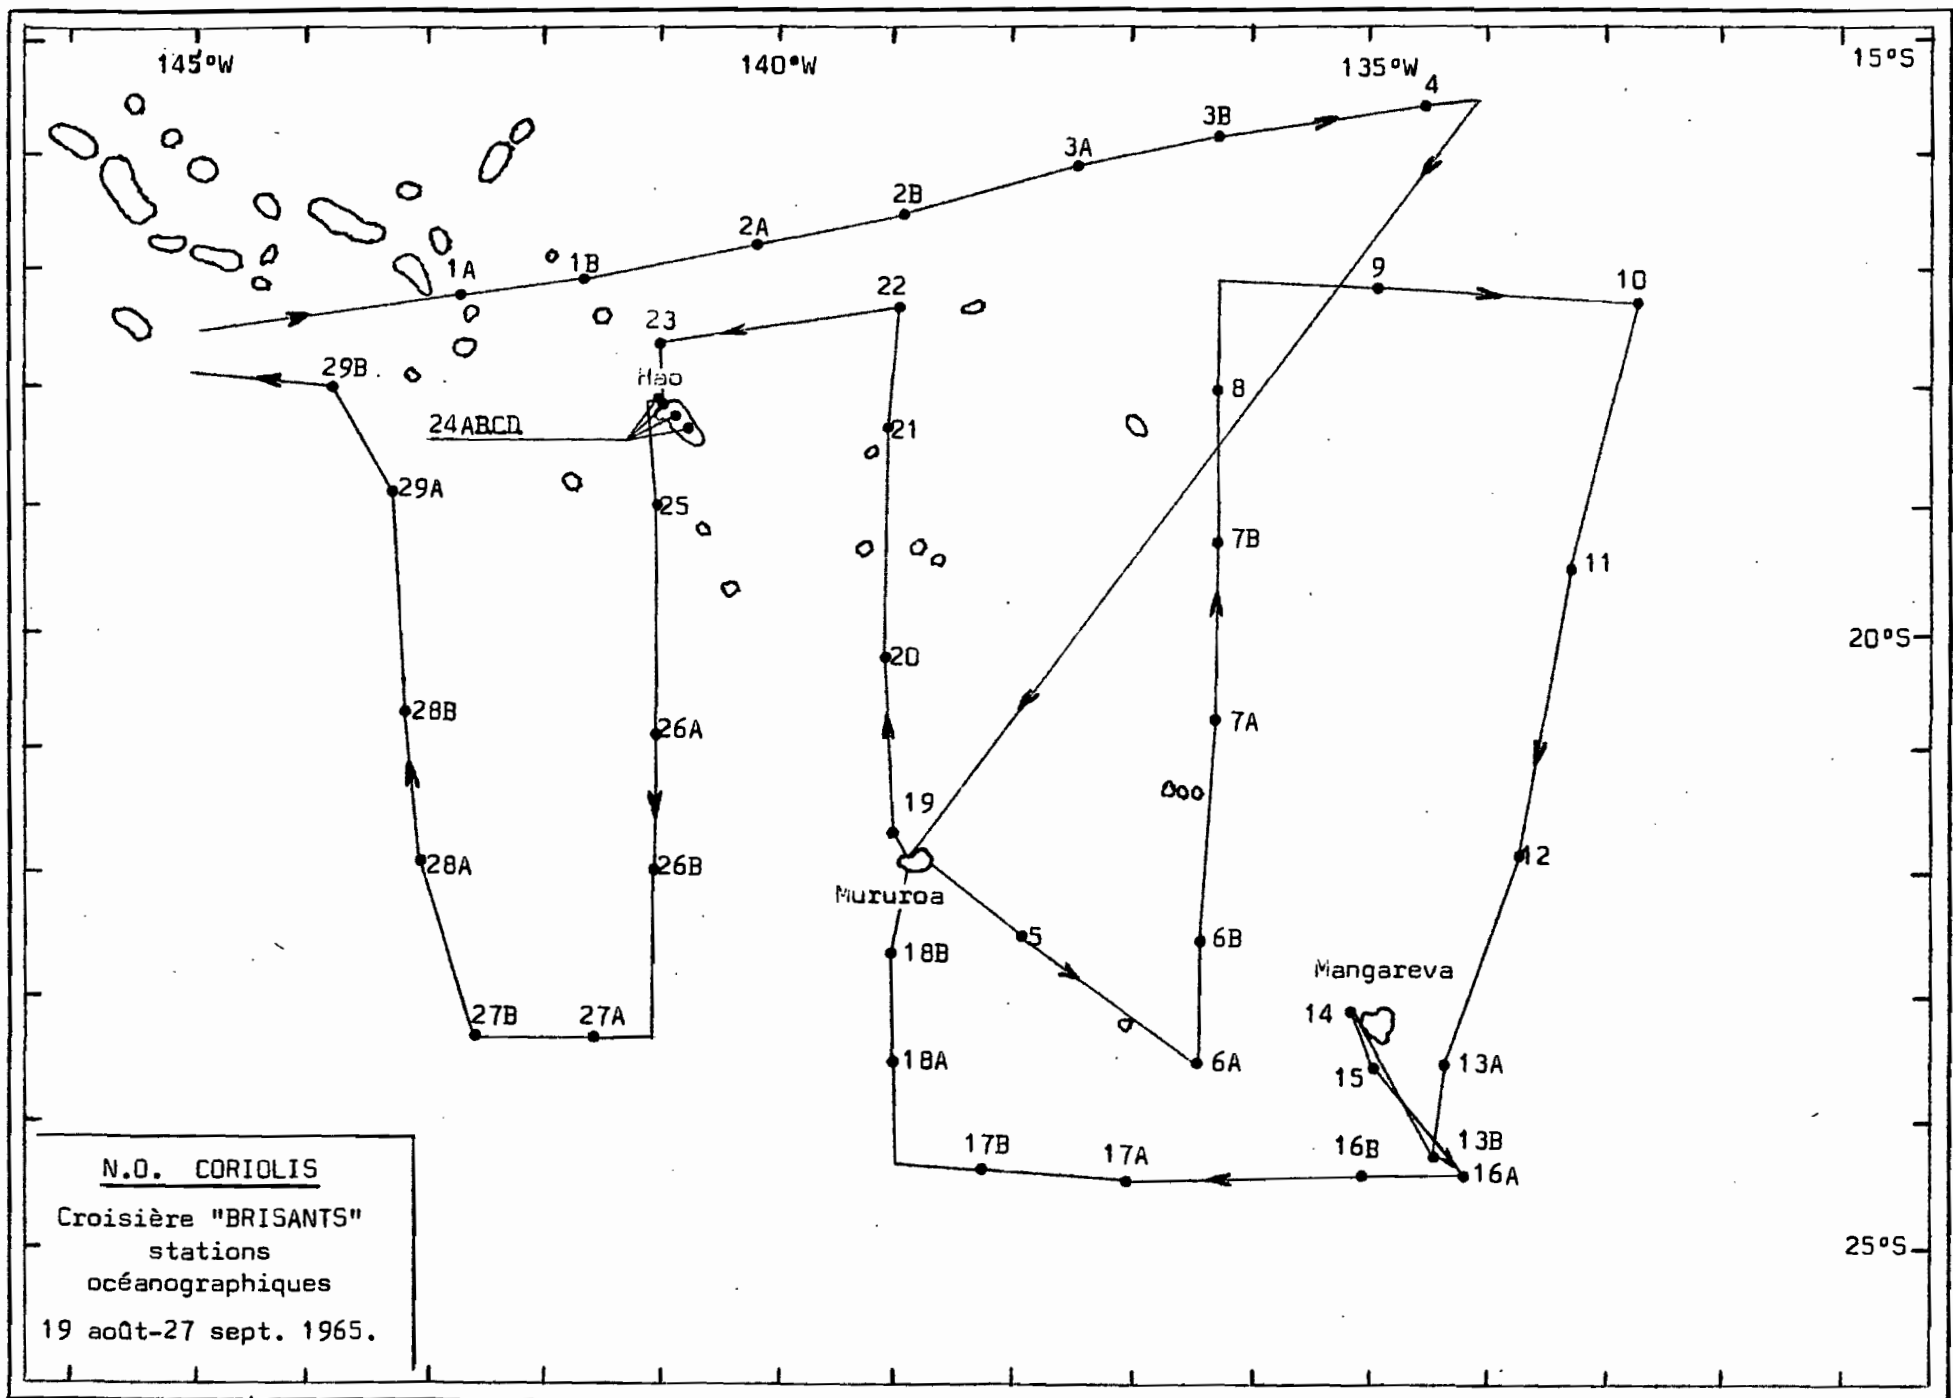 145°W
140°W
135°W
15°S
4
3B
3A
2B
2A
1B
1A
9
10
22
23
29B
Hao
8
24ABCD
21
29A
25
7B
11
20°S
20
28B
26A
7A
19
12
28A
26B
Mururoa
5
6B
18B
Mangareva
14
27B
27A
18A
6A
15
13A
17B
17A
16B
13B
16A
N.O. CORIOLIS
Croisière "BRISANTS"
stations
océanographiques
19 août-27 sept. 1965.
25°S